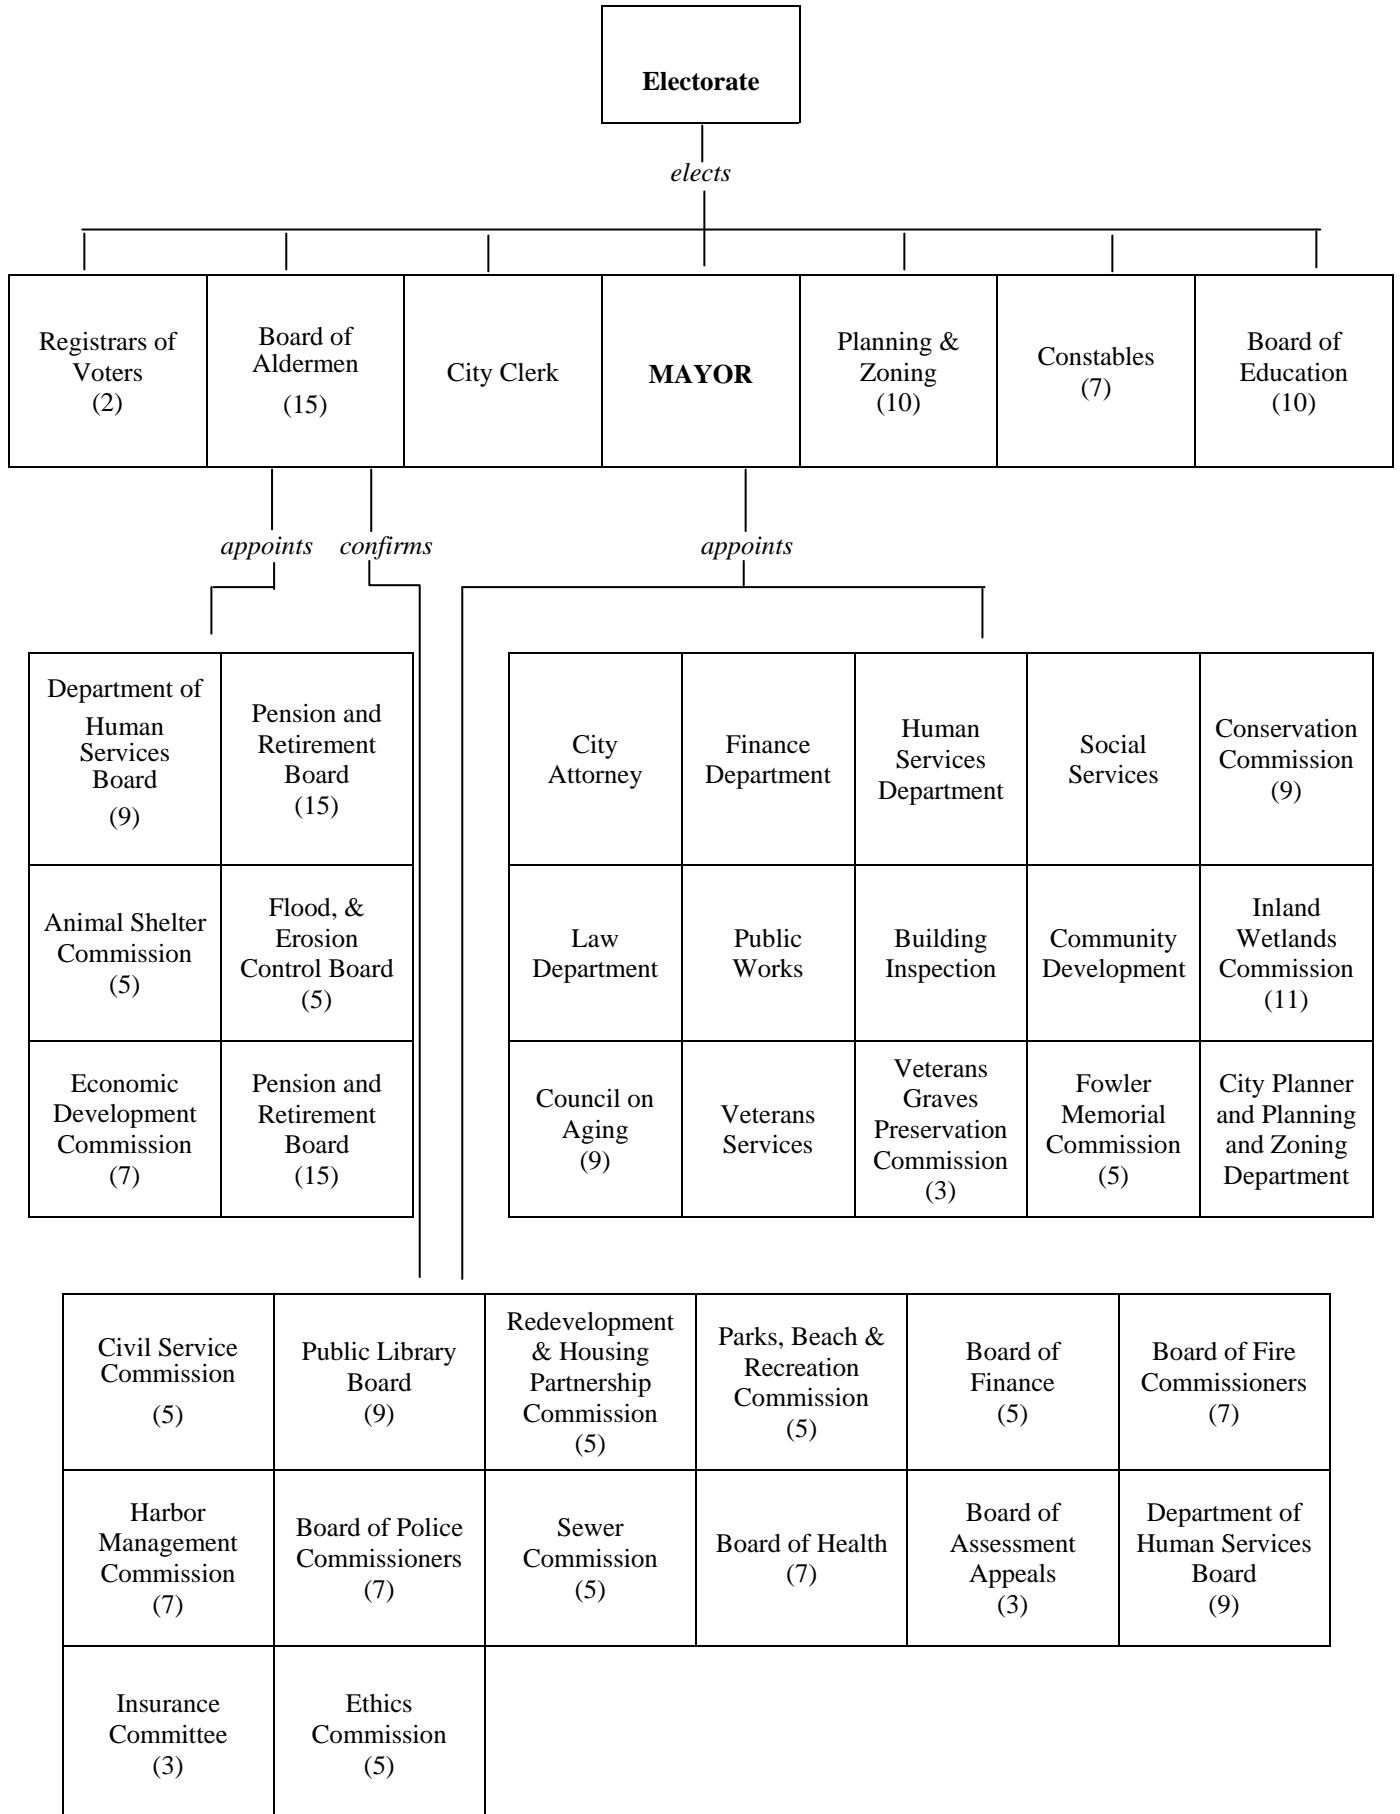 Electorate
elects
Registrars of
Voters
(2)
Board of
Aldermen
(15)
City Clerk
MAYOR
Planning &
Zoning
(10)
Constables
(7)
Board of
Education
(10)
appoints
confirms
appoints
Department of
Human
Services
Board
(9)
Pension and
Retirement
Board
(15)
Animal Shelter
Commission
(5)
Flood, &
Erosion
Control Board
(5)
Economic
Development
Commission
(7)
Pension and
Retirement
Board
(15)
City
Attorney
Finance
Department
Human
Services
Department
Social
Services
Conservation
Commission
(9)
Law
Department
Public
Works
Building
Inspection
Community
Development
Inland
Wetlands
Commission
(11)
Council on
Aging
(9)
Veterans
Services
Veterans
Graves
Preservation
Commission
(3)
Fowler
Memorial
Commission
(5)
City Planner
and Planning
and Zoning
Department
Civil Service
Commission
(5)
Public Library
Board
(9)
Redevelopment
& Housing
Partnership
Commission
(5)
Parks, Beach &
Recreation
Commission
(5)
Board of
Finance
(5)
Board of Fire
Commissioners
(7)
Harbor
Management
Commission
(7)
Board of Police
Commissioners
(7)
Sewer
Commission
(5)
Board of Health
(7)
Board of
Assessment
Appeals
(3)
Department of
Human Services
Board
(9)
Insurance
Committee
(3)
Ethics
Commission
(5)